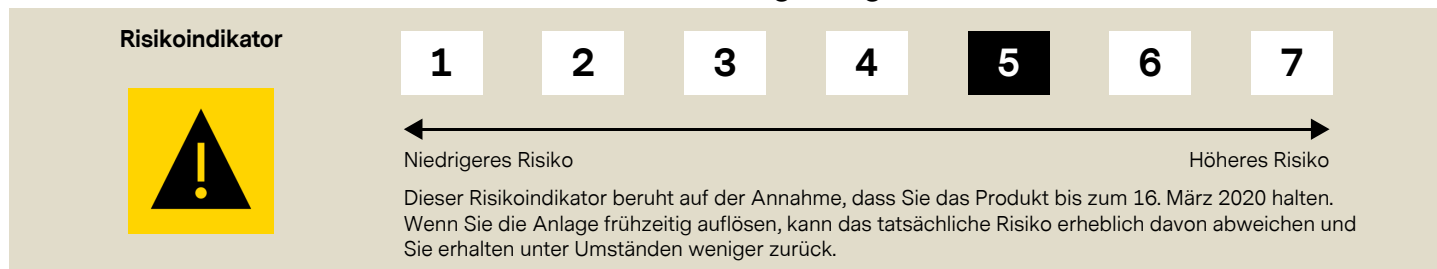 Risikoindikator
1 2 3 4 5 6 7
Niedrigeres Risiko Höheres Risiko
Dieser Risikoindikator beruht auf der Annahme, dass Sie das Produkt bis zum 16. März 2020 halten.
Wenn Sie die Anlage frühzeitig auflösen, kann das tatsächliche Risiko erheblich davon abweichen und
Sie erhalten unter Umständen weniger zurück.